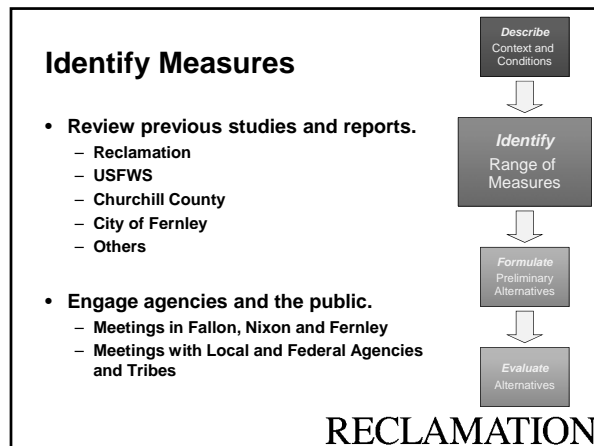 Identify Measures
• Review previous studies and reports.
– Reclamation
– USFWS
– Churchill County
– City of Fernley
– Others
• Engage agencies and the public.
– Meetings in Fallon, Nixon and Fernley
– Meetings with Local and Federal Agencies
and Tribes
Describe
Context and
Conditions
Identify
Range of
Measures
Formulate
Preliminary
Alternatives
Evaluate
Alternatives
RECLAMATION